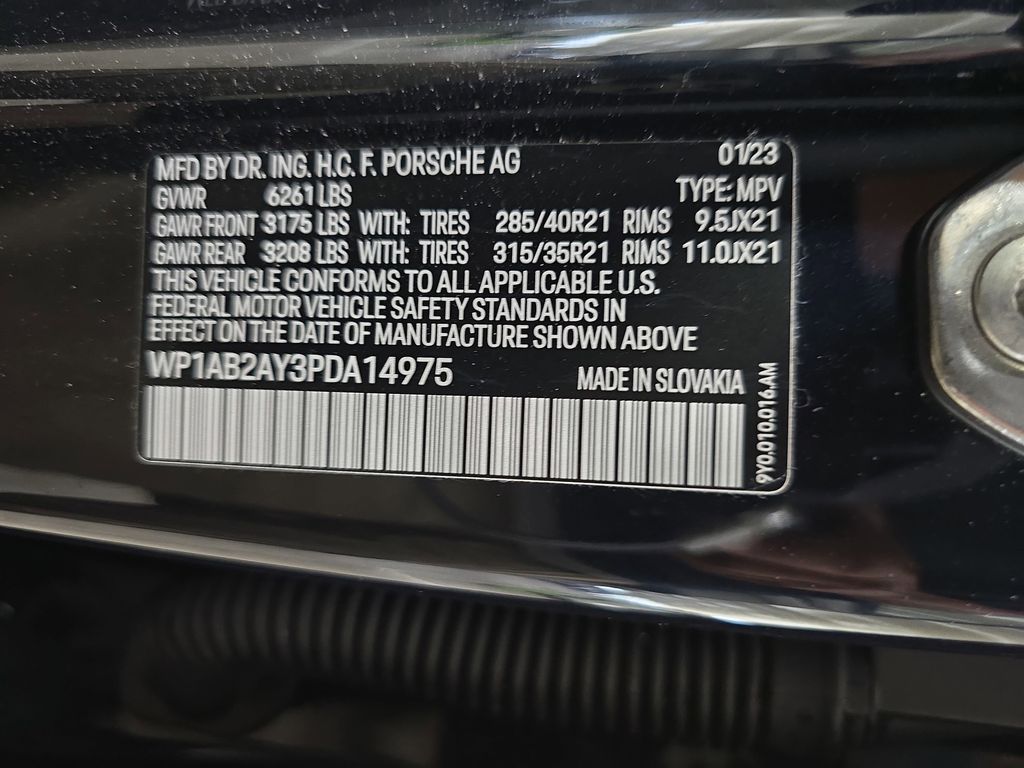 MFD BY DR. ING. H.C. F. PORSCHE AG 01/23
GVWR 6261 LBS TYPE: MPV
GAWR FRONT 3175 LBS WITH: TIRES 285/40R21 RIMS 9.5JX21
GAWR REAR 3208 LBS WITH: TIRES 315/35R21 RIMS 11.0JX21
THIS VEHICLE CONFORMS TO ALL APPLICABLE U.S.
FEDERAL MOTOR VEHICLE SAFETY STANDARDS IN
EFFECT ON THE DATE OF MANUFACTURE SHOWN ABOVE
WP1AB2AY3PDA14975 MADE IN SLOVAKIA
9Y0.010.016.AM